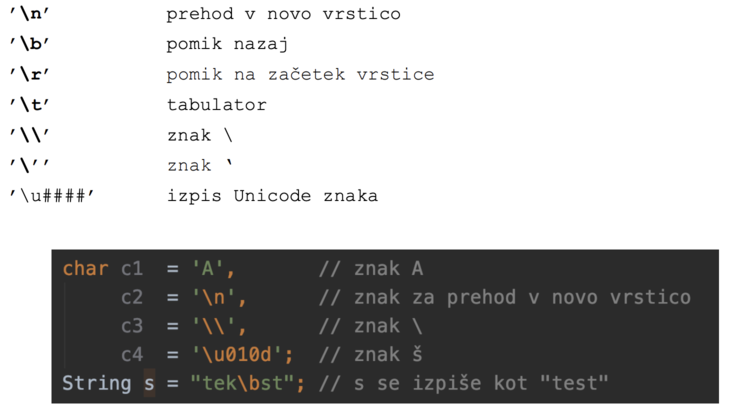 '\n' prehod v novo vrstico
'\b' pomik nazaj
'\r' pomik na začetek vrstice
'\t' tabulator
'\\' znak \
'\'' znak ‘
'\u####' izpis Unicode znaka
char c1 = 'A', // znak A
c2 = '\n', // znak za prehod v novo vrstico
c3 = '\\', // znak \
c4 = '\u010d'; // znak š
String s = "tek\bst"; // s se izpiše kot "test"